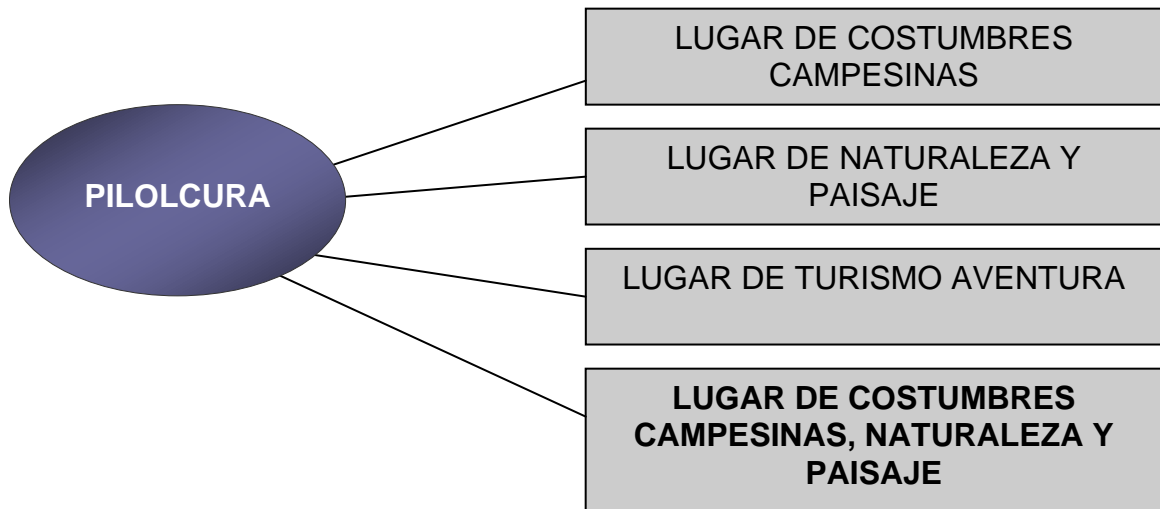 PILOLCURA
LUGAR DE COSTUMBRES
CAMPESINAS
LUGAR DE NATURALEZA Y
PAISAJE
LUGAR DE TURISMO AVENTURA
LUGAR DE COSTUMBRES
CAMPESINAS, NATURALEZA Y
PAISAJE